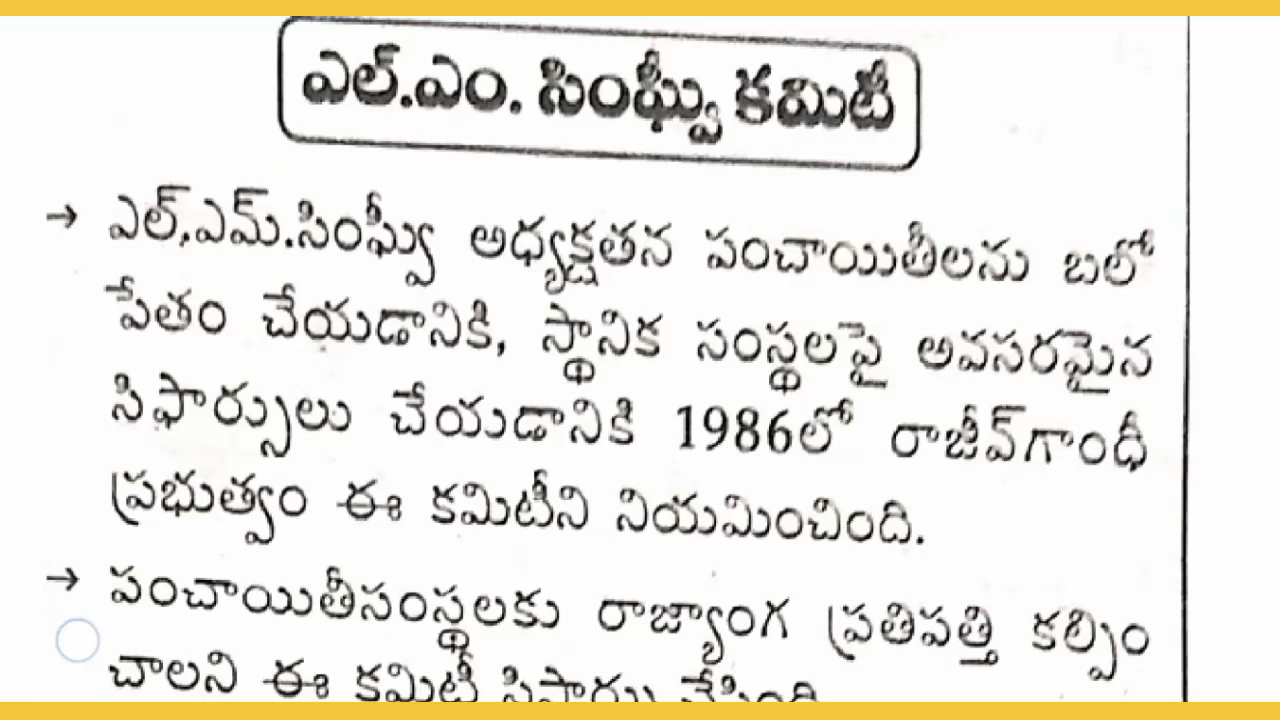 ఎల్.ఎం. సింఘ్వీ కమిటీ
→ ఎల్.ఎమ్.సింఘ్వీ అధ్యక్షతన పంచాయితీలను బలో
పేతం చేయడానికి, స్థానిక సంస్థలపై అవసరమైన
సిఫార్సులు చేయడానికి 1986లో రాజీవ్‌గాంధీ
ప్రభుత్వం ఈ కమిటీని నియమించింది.
→ పంచాయితీసంస్థలకు రాజ్యాంగ ప్రతిపత్తి కల్పిం
చాలని ఈ కమిటీ